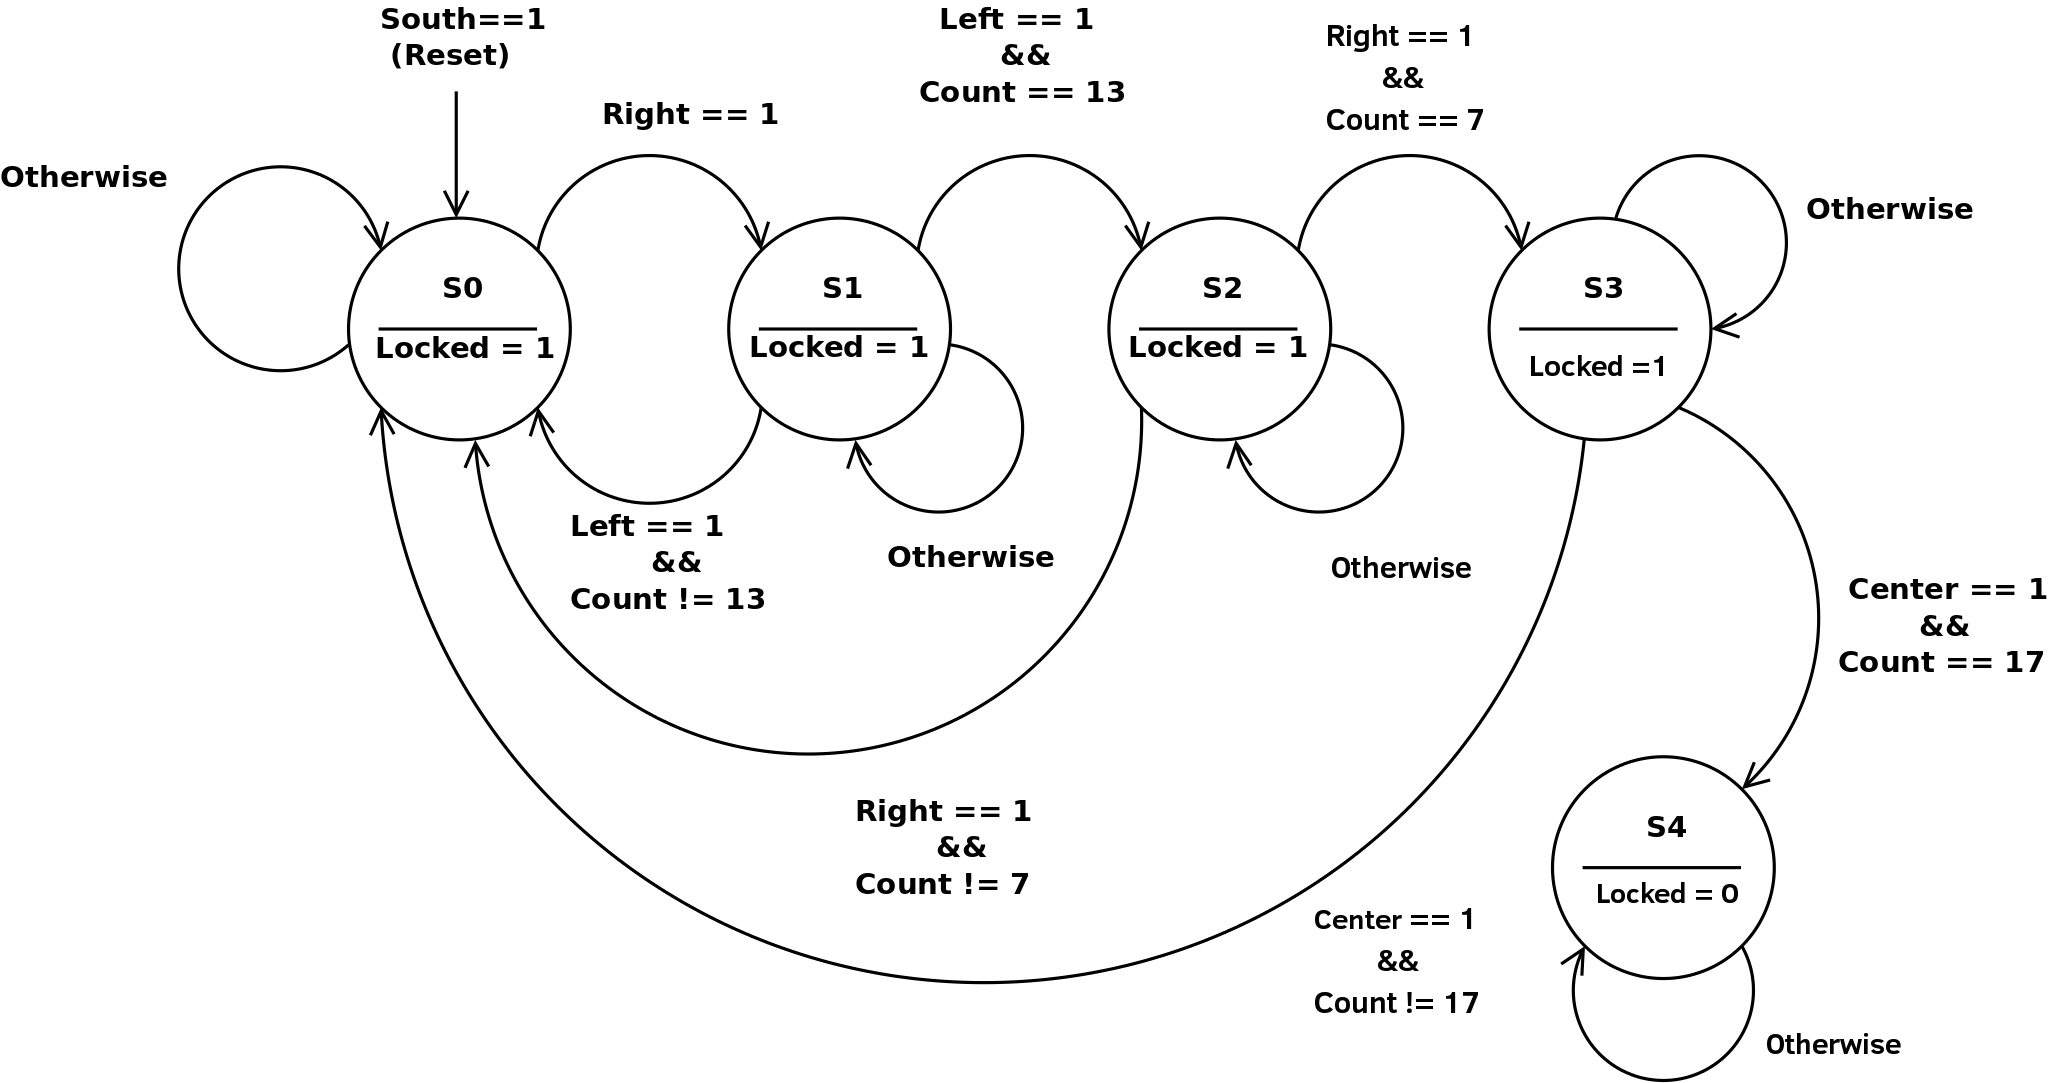 South==1
(Reset)
Left == 1
&&
Count == 13
Right == 1
&&
Count == 7
Right == 1
Otherwise
Otherwise
S0
Locked = 1
S1
Locked = 1
S2
Locked = 1
S3
Locked =1
Left == 1
&&
Count != 13
Otherwise
Otherwise
Center == 1
&&
Count == 17
Right == 1
&&
Count != 7
S4
Locked = 0
Center == 1
&&
Count != 17
Otherwise